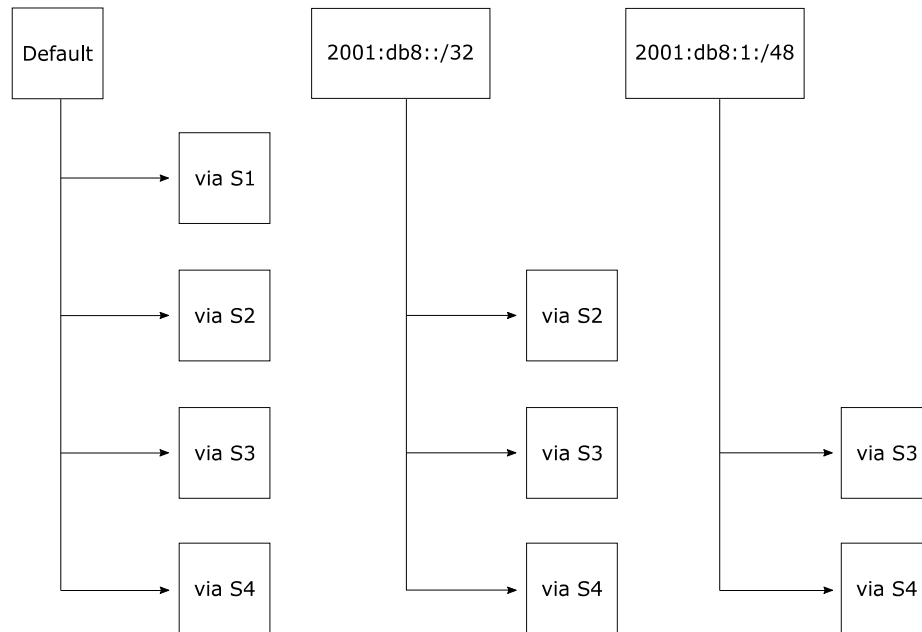 Default
2001:db8::/32
2001:db8:1:/48
via S1
via S2
via S2
via S3
via S3
via S3
via S4
via S4
via S4